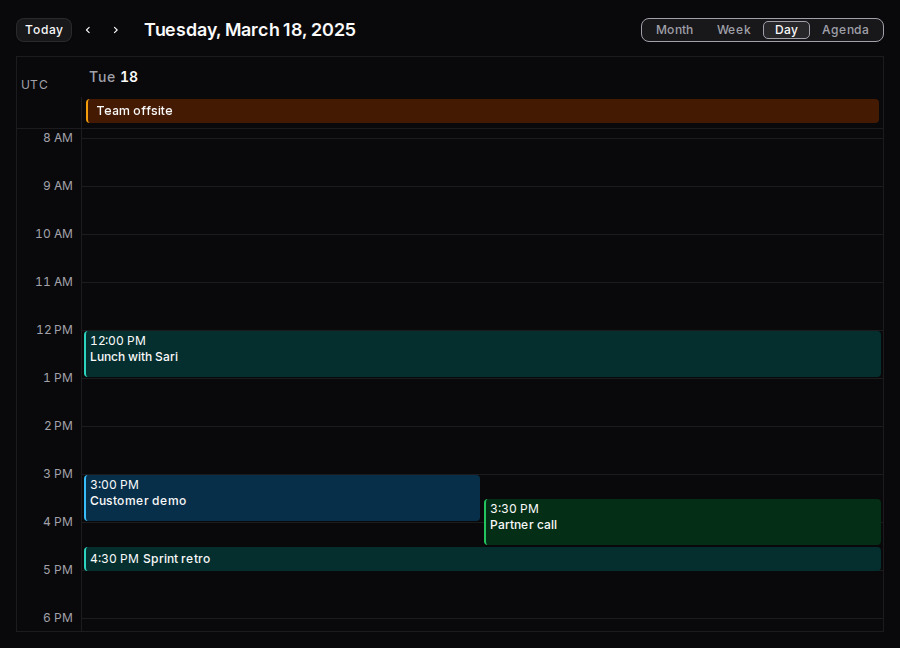 Today ‹ › Tuesday, March 18, 2025 Month Week Day Agenda
UTC
Tue 18
Team offsite
8 AM
9 AM
10 AM
11 AM
12 PM
12:00 PM
Lunch with Sari
1 PM
2 PM
3 PM
3:00 PM
Customer demo
3:30 PM
Partner call
4 PM
4:30 PM Sprint retro
5 PM
6 PM